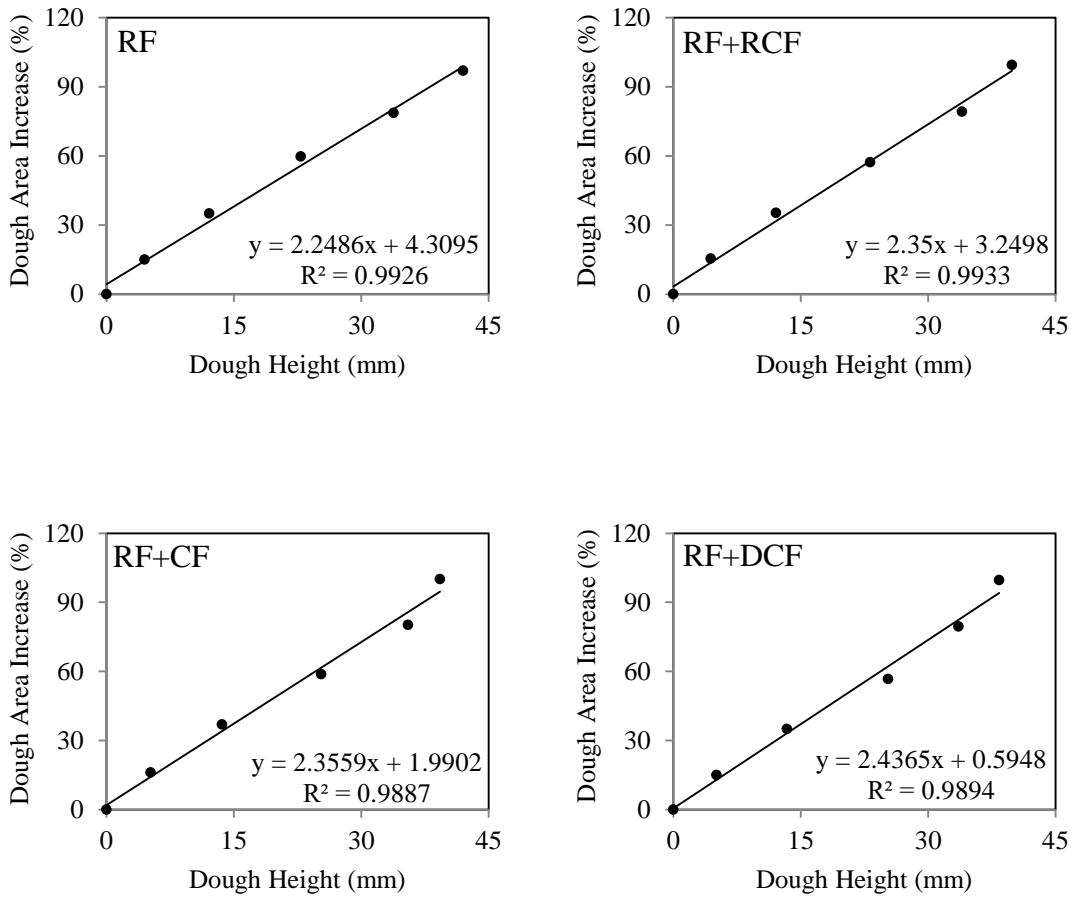 RF
Dough Area Increase (%)
120
90
60
30
0
y = 2.2486x + 4.3095
R² = 0.9926
0 15 30 45
Dough Height (mm)
RF+RCF
Dough Area Increase (%)
120
90
60
30
0
y = 2.35x + 3.2498
R² = 0.9933
0 15 30 45
Dough Height (mm)
RF+CF
Dough Area Increase (%)
120
90
60
30
0
y = 2.3559x + 1.9902
R² = 0.9887
0 15 30 45
Dough Height (mm)
RF+DCF
Dough Area Increase (%)
120
90
60
30
0
y = 2.4365x + 0.5948
R² = 0.9894
0 15 30 45
Dough Height (mm)